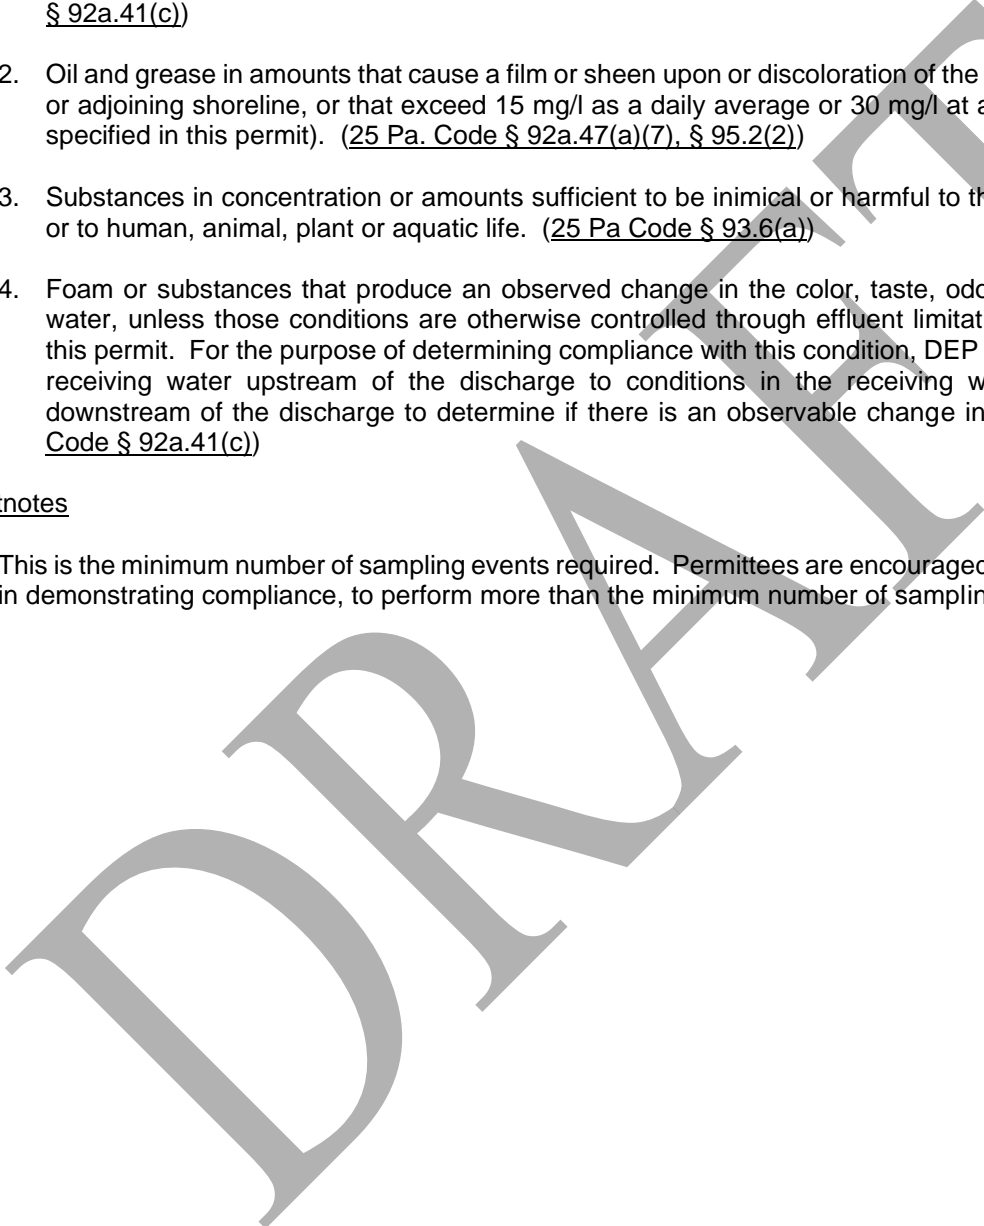 § 92a.41(c))
2. Oil and grease in amounts that cause a film or sheen upon or discoloration of the
or adjoining shoreline, or that exceed 15 mg/l as a daily average or 30 mg/l at a
specified in this permit). (25 Pa. Code § 92a.47(a)(7), § 95.2(2))
3. Substances in concentration or amounts sufficient to be inimical or harmful to th
or to human, animal, plant or aquatic life. (25 Pa Code § 93.6(a))
4. Foam or substances that produce an observed change in the color, taste, odo
water, unless those conditions are otherwise controlled through effluent limitat
this permit. For the purpose of determining compliance with this condition, DEP
receiving water upstream of the discharge to conditions in the receiving w
downstream of the discharge to determine if there is an observable change in
Code § 92a.41(c))
tnotes
This is the minimum number of sampling events required. Permittees are encouraged
in demonstrating compliance, to perform more than the minimum number of samplin
DRAFT